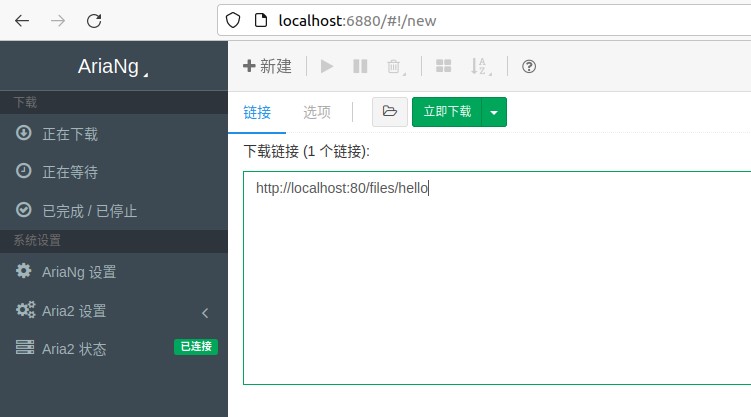 localhost:6880/#!/new
AriaNg
新建
下载
链接
选项
立即下载
正在下载
下载链接 (1 个链接):
正在等待
http://localhost:80/files/hello
已完成 / 已停止
系统设置
AriaNg 设置
Aria2 设置
Aria2 状态
已连接